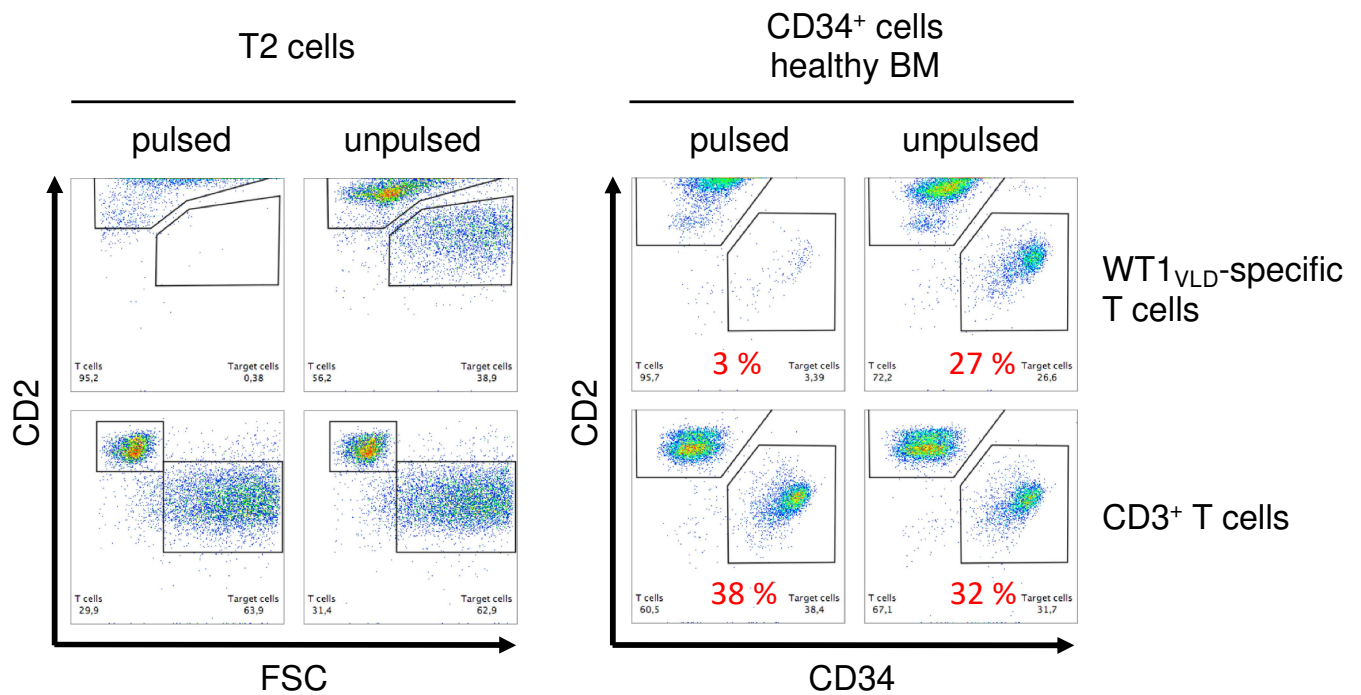 T2 cells
CD34⁺ cells
healthy BM
pulsed
unpulsed
pulsed
unpulsed
CD2
T cells
95,2
Target cells
0,38
T cells
56,2
Target cells
38,9
CD2
T cells
95,7
3 %
Target cells
3,39
T cells
72,2
27 %
Target cells
26,6
WT1VLD-specific
T cells
T cells
29,9
Target cells
63,9
T cells
31,4
Target cells
62,9
T cells
60,5
38 %
Target cells
38,4
T cells
67,1
32 %
Target cells
31,7
CD3⁺ T cells
FSC
CD34